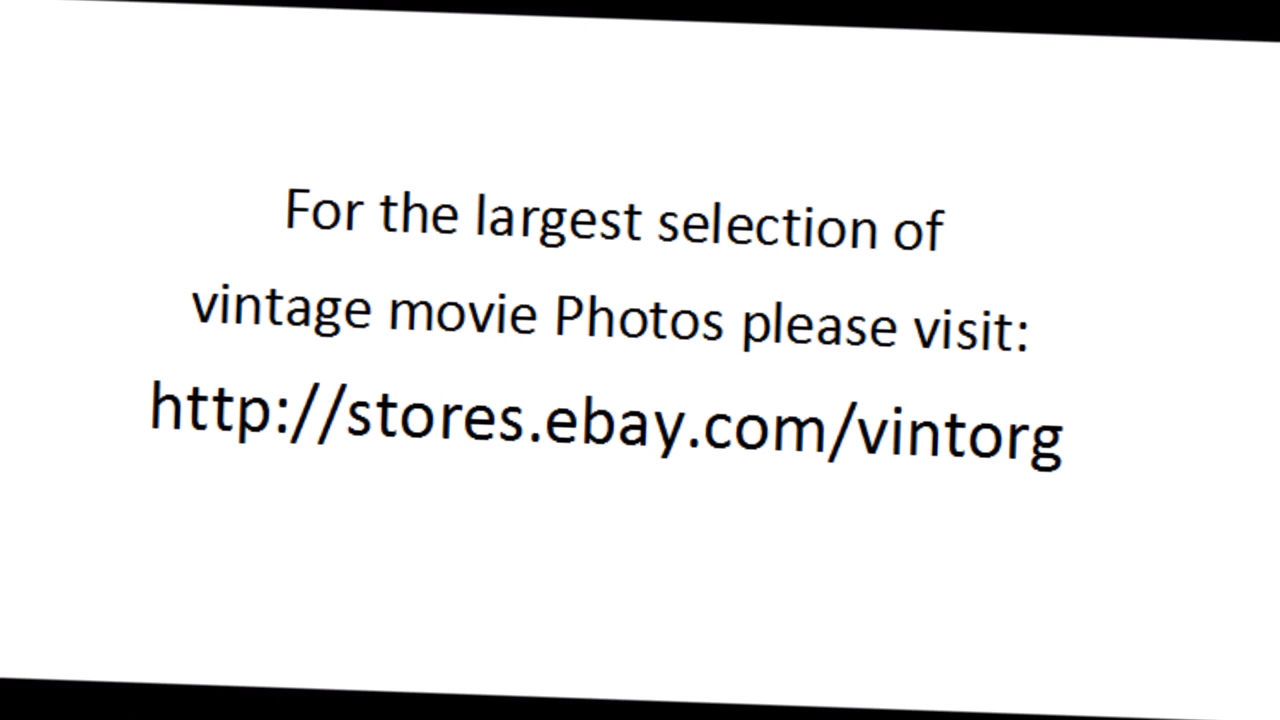 For the largest selection of
vintage movie Photos please visit:
http://stores.ebay.com/vintorg